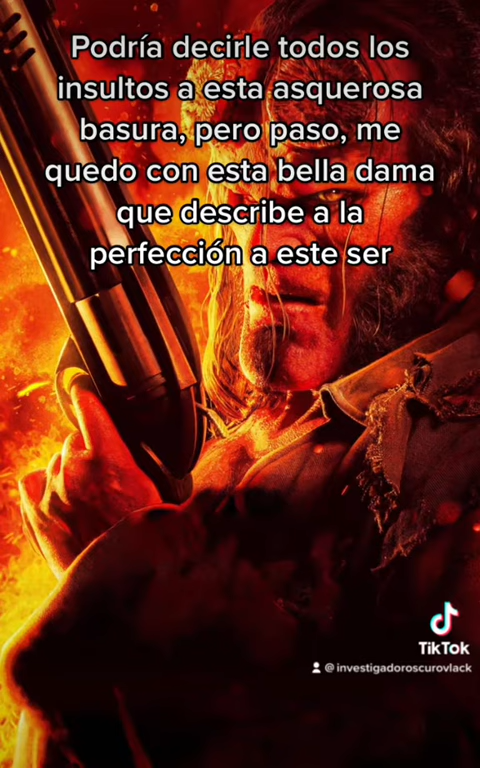 Podría decirle todos los
insultos a esta asquerosa
basura, pero paso, me
quedo con esta bella dama
que describe a la
perfección a este ser
TikTok
@investigadoroscurovlack